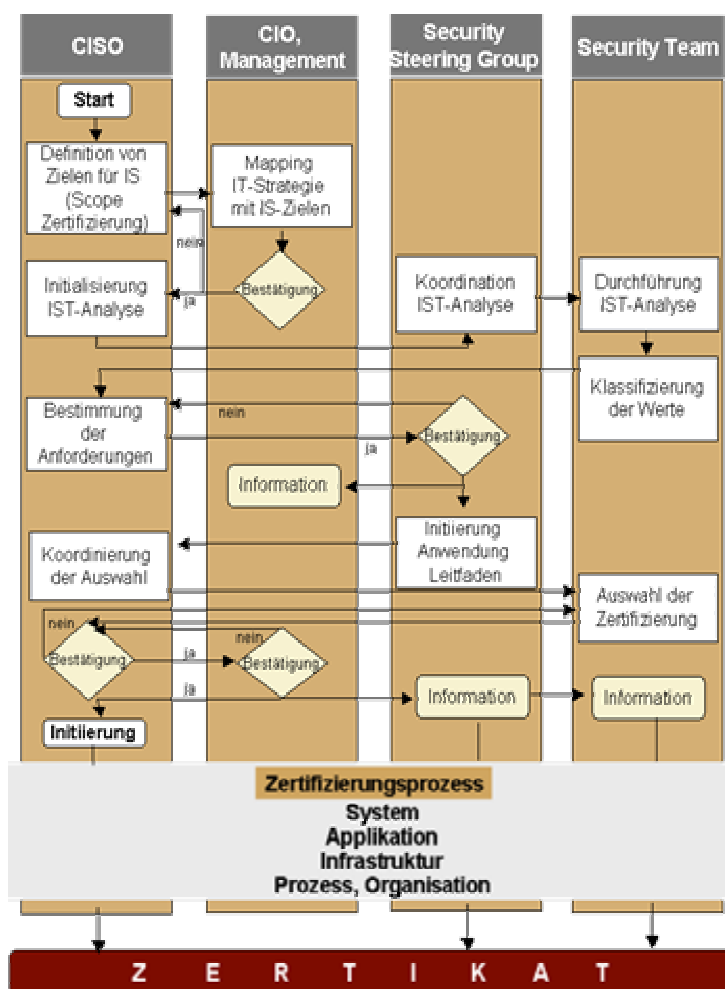 CISO
CIO,
Management
Security
Steering Group
Security Team
Start
Definition von
Zielen für IS
(Scope
Zertifizierung)
Mapping
IT-Strategie
mit IS-Zielen
nein
Initialisierung
IST-Analyse
ja
Bestätigung
Koordination
IST-Analyse
Durchführung
IST-Analyse
Klassifizierung
der Werte
Bestimmung
der
Anforderungen
nein
Bestätigung
ja
Information
Initiierung
Anwendung
Leitfaden
Koordinierung
der Auswahl
Auswahl der
Zertifizierung
nein
Bestätigung
ja
nein
Bestätigung
ja
Information
Information
Initiierung
Zertifizierungsprozess
System
Applikation
Infrastruktur
Prozess, Organisation
Z E R T I K A T